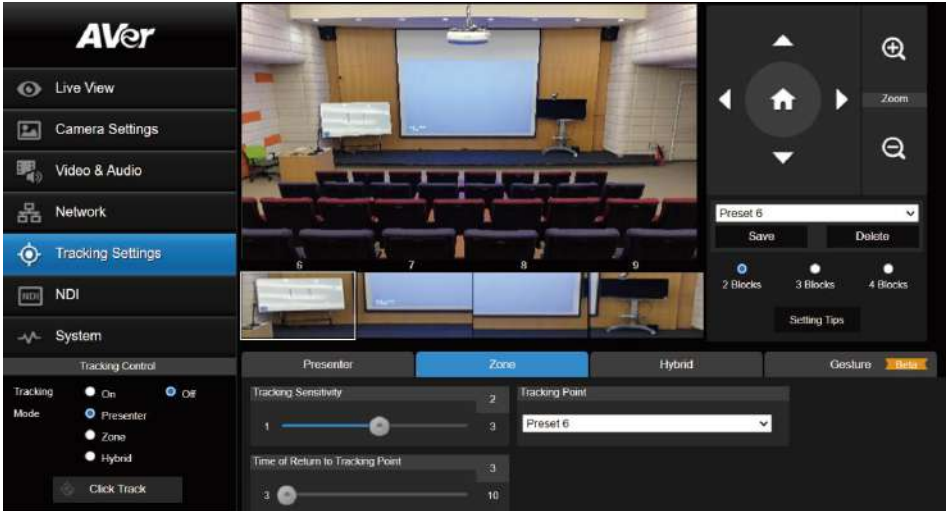 AVer
Live View
Camera Settings
Video & Audio
Network
Tracking Settings
NDI NDI
System
Tracking Control
Tracking On Off
Mode Presenter
Zone
Hybrid
Click Track
6 7 8 9
Zoom
Preset 6
Save Delete
2 Blocks 3 Blocks 4 Blocks
Setting Tips
Presenter Zone Hybrid Gesture Beta
Tracking Sensitivity 2
1 3
Time of Return to Tracking Point 3
3 10
Tracking Point
Preset 6